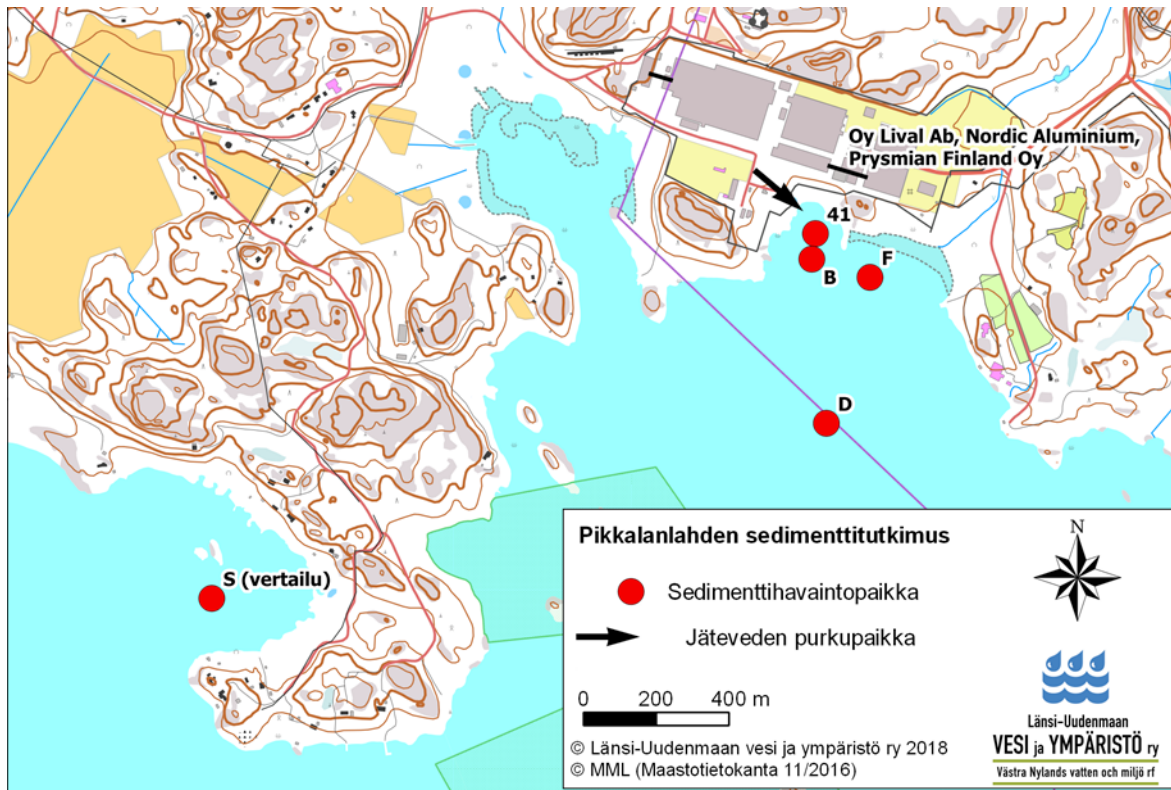 Oy Lival Ab, Nordic Aluminium,
Prysmian Finland Oy
41
B
F
D
S (vertailu)
Pikkalanlahden sedimenttitutkimus
N
Sedimenttihavaintopaikka
Jäteveden purkupaikka
0 200 400 m
© Länsi-Uudenmaan vesi ja ympäristö ry 2018
© MML (Maastotietokanta 11/2016)
Länsi-Uudenmaan
VESI ja YMPÄRISTÖ ry
Västra Nylands vatten och miljö rf